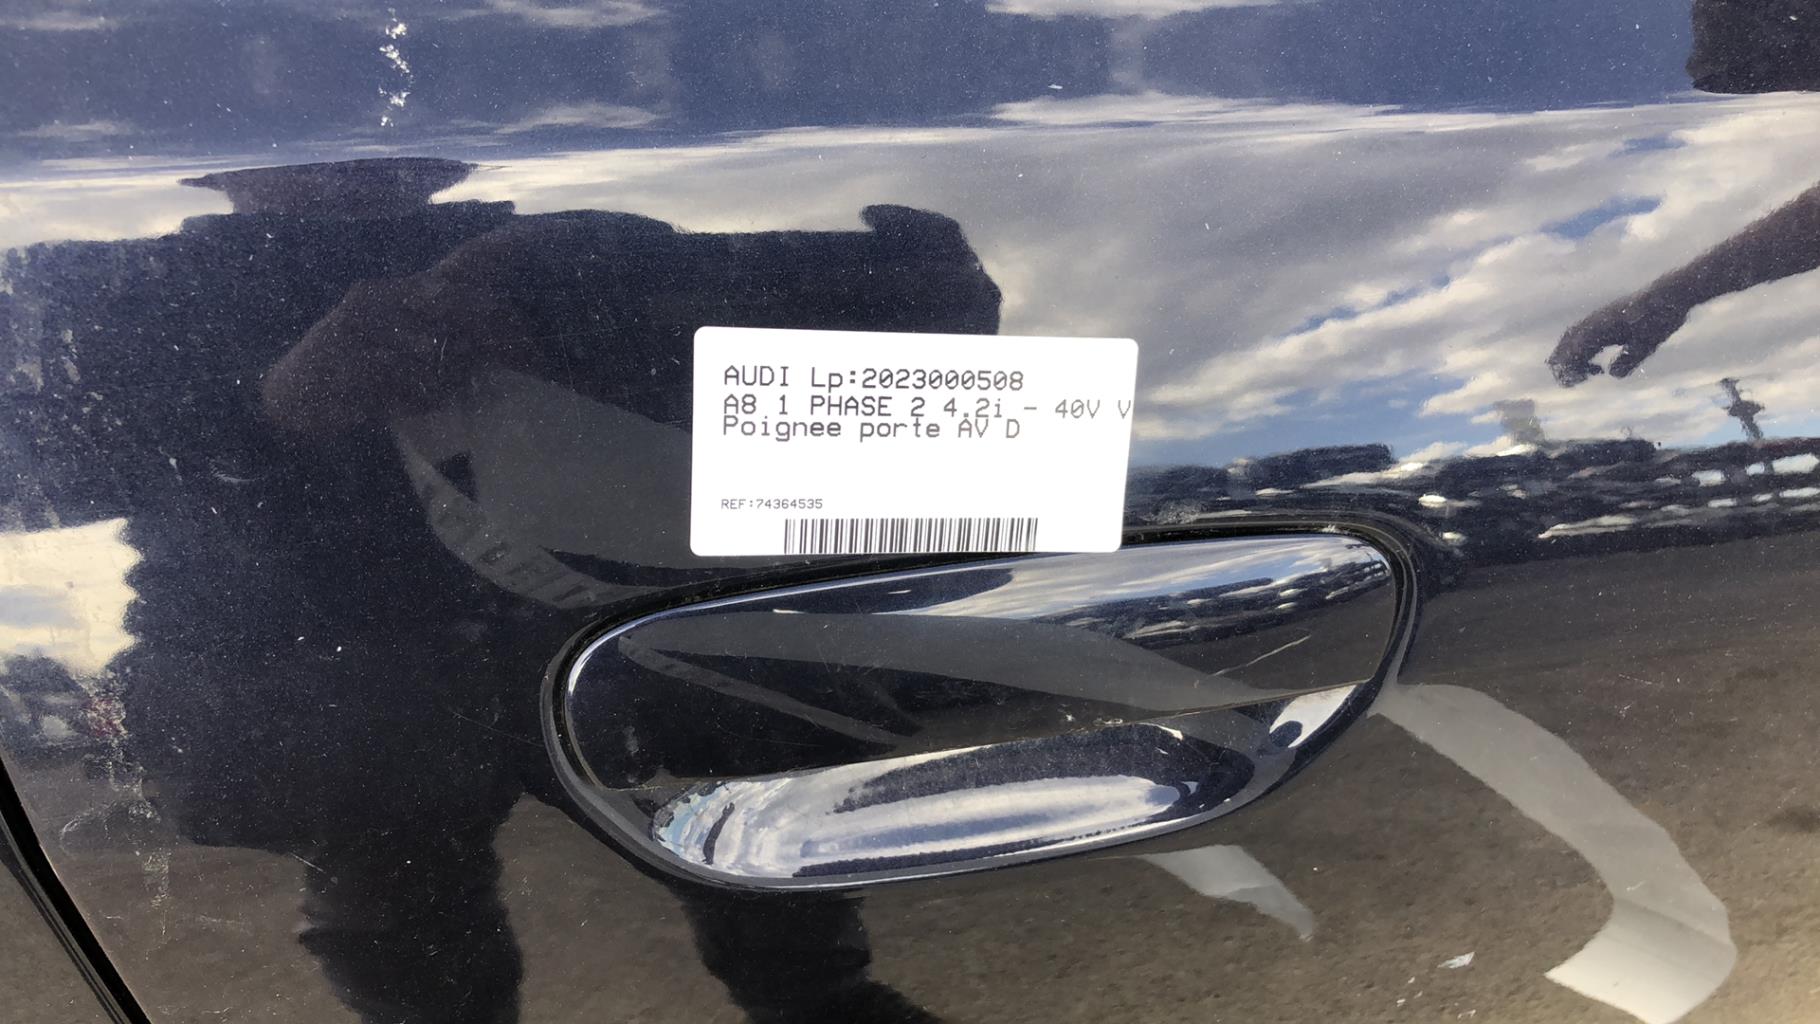 AUDI Lp:2023000508
A8 1 PHASE 2 4.2i - 40V V
Poignee porte AV D
REF:74364535